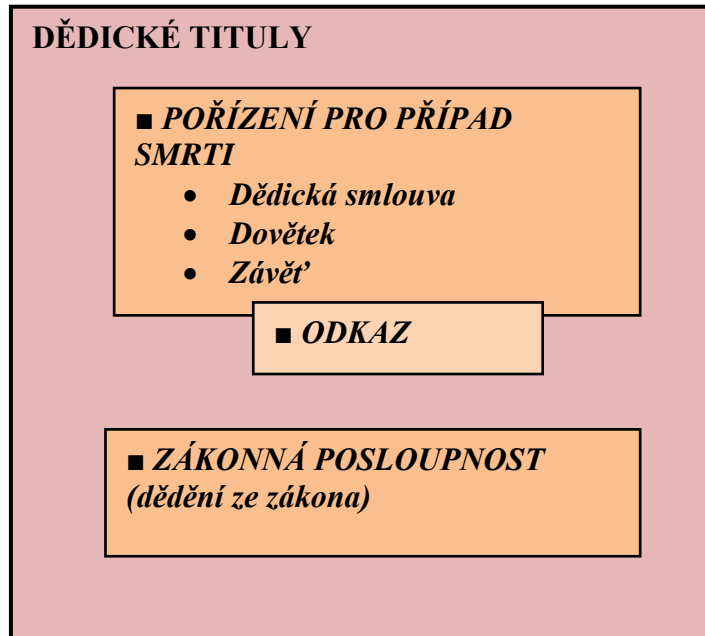 DĚDICKÉ TITULY
■ POŘÍZENÍ PRO PŘÍPAD
SMRTI
• Dědická smlouva
• Dovětek
• Závěť
■ ODKAZ
■ ZÁKONNÁ POSLOUPNOST
(dědění ze zákona)